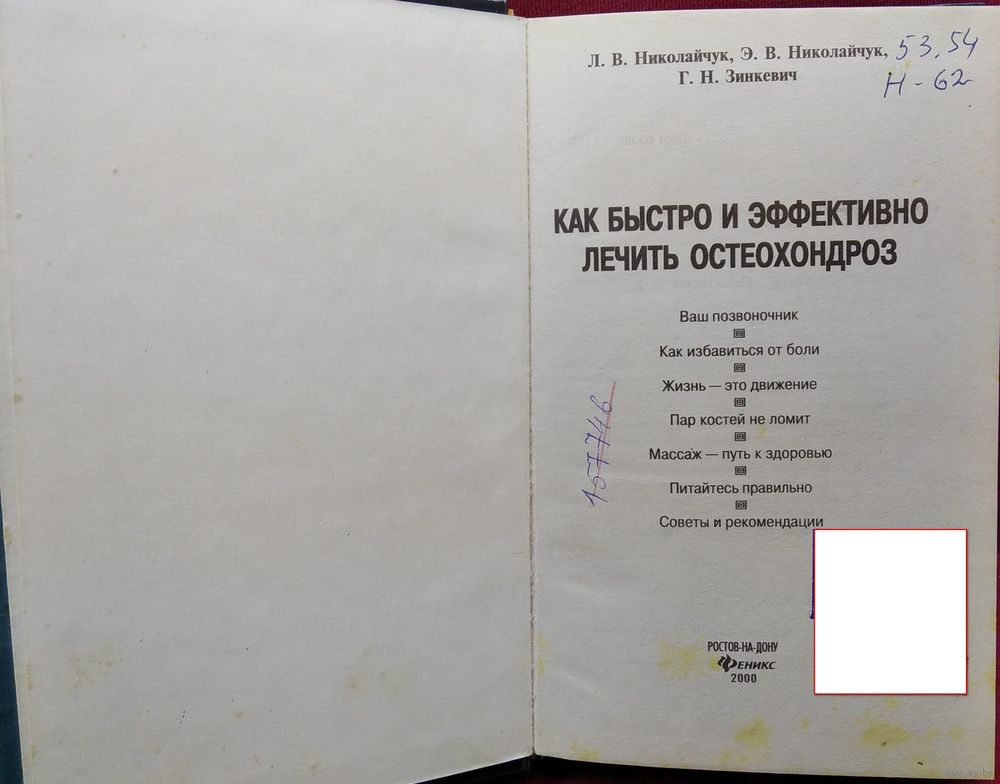 Л. В. Николайчук, Э. В. Николайчук,
Г. Н. Зинкевич
53.54
Н-62
КАК БЫСТРО И ЭФФЕКТИВНО
ЛЕЧИТЬ ОСТЕОХОНДРОЗ
Ваш позвоночник
Как избавиться от боли
Жизнь — это движение
Пар костей не ломит
Массаж — путь к здоровью
Питайтесь правильно
Советы и рекомендации
157746
РОСТОВ-НА-ДОНУ
ФЕНИКС
2000